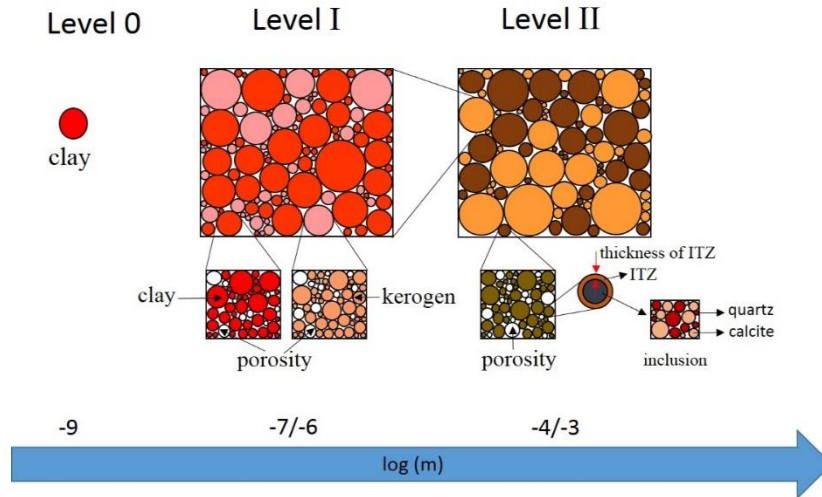 Level 0
Level I
Level II
clay
clay
kerogen
porosity
thickness of ITZ
ITZ
quartz
calcite
porosity
inclusion
-9
-7/-6
-4/-3
log (m)